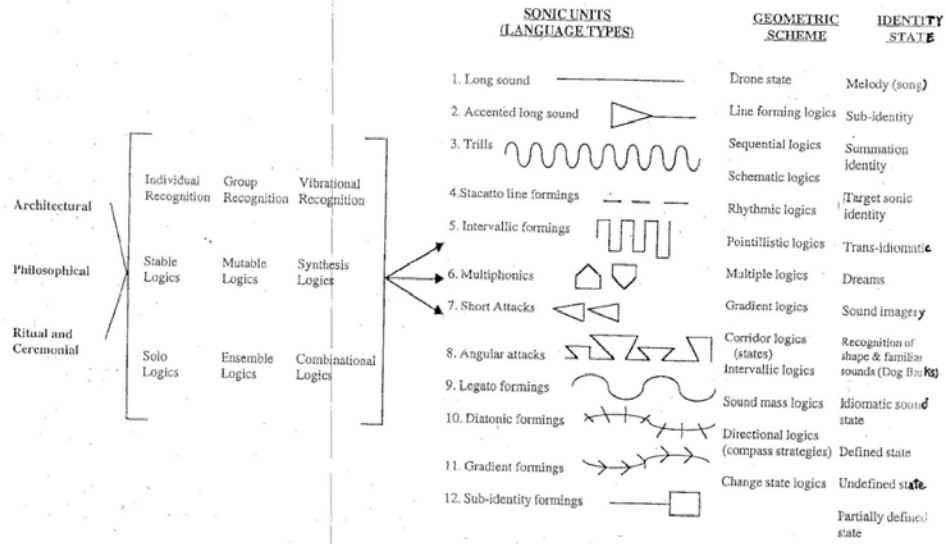 SONIC UNITS
(LANGUAGE TYPES)
GEOMETRIC
SCHEME
IDENTITY
STATE
Architectural
Philosophical
Ritual and
Ceremonial
Individual
Recognition
Group
Recognition
Vibrational
Recognition
Stable
Logics
Mutable
Logics
Synthesis
Logics
Solo
Logics
Ensemble
Logics
Combinational
Logics
1. Long sound
2. Accented long sound
3. Trills
4. Stacatto line formings
5. Intervallic formings
6. Multiphonics
7. Short Attacks
8. Angular attacks
9. Legato formings
10. Diatonic formings
11. Gradient formings
12. Sub-identity formings
Drone state
Line forming logics
Sequential logics
Schematic logics
Rhythmic logics
Pointillistic logics
Multiple logics
Gradient logics
Corridor logics
(states)
Intervallic logics
Sound mass logics
Directional logics
(compass strategies)
Change state logics
Melody (song)
Sub-identity
Summation
identity
Target sonic
identity
Trans-idiomatic
Dreams
Sound imagery
Recognition of
shape & familiar
sounds (Dog Barks)
Idiomatic sound
state
Defined state
Undefined state
Partially defined
state